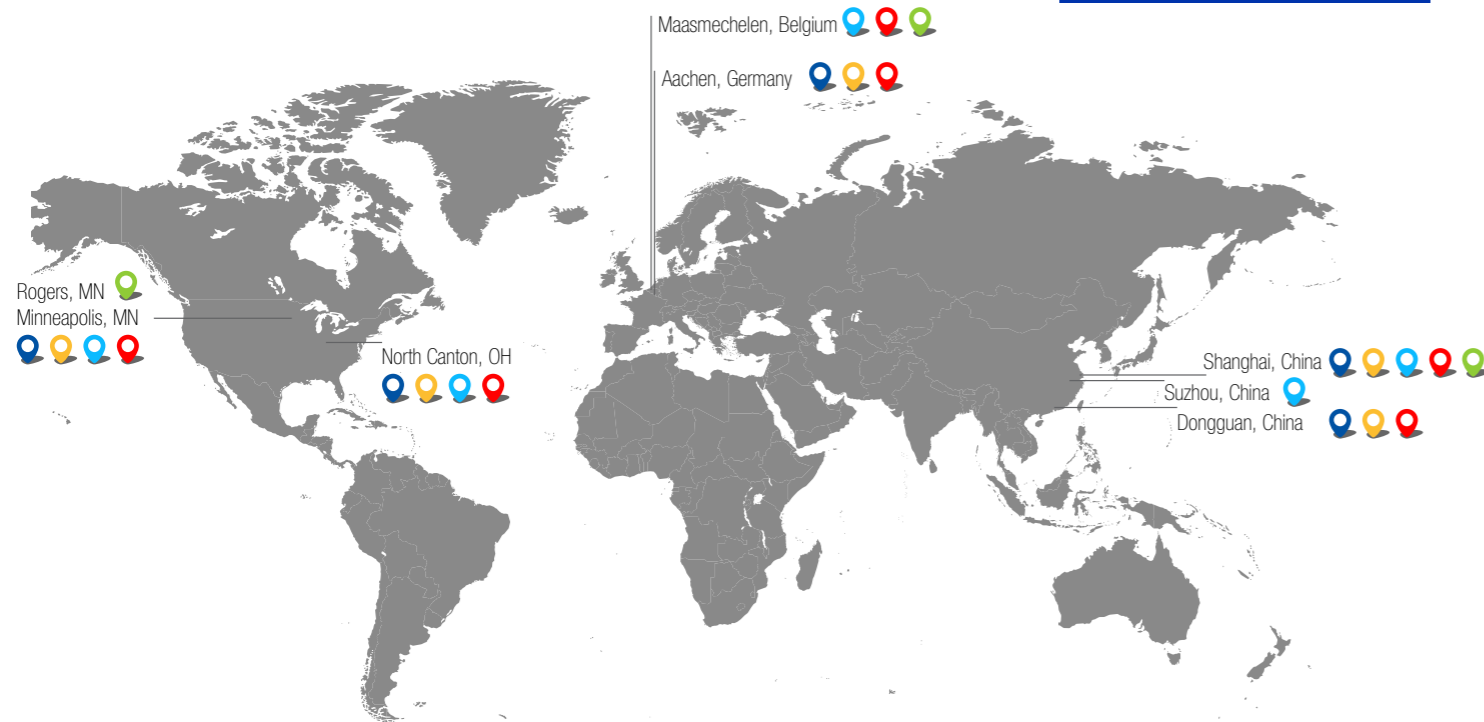 Maasmechelen, Belgium
Aachen, Germany
Rogers, MN
Minneapolis, MN
North Canton, OH
Shanghai, China
Suzhou, China
Dongguan, China